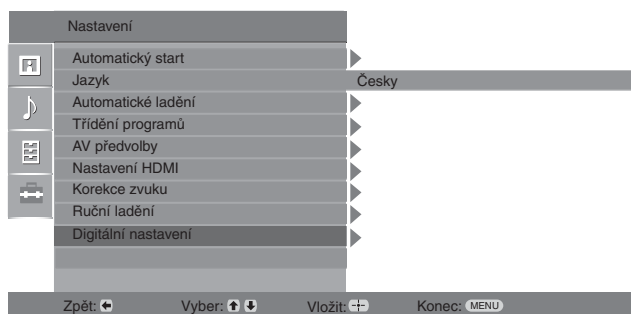 Nastavení
Automatický start
Jazyk Česky
Automatické ladění
Třídění programů
AV předvolby
Nastavení HDMI
Korekce zvuku
Ruční ladění
Digitální nastavení
Zpět: Vyber: Vložit: Konec: MENU